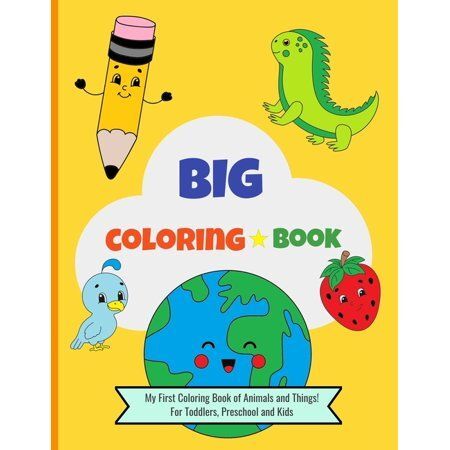 BIG
COLORING BOOK
My First Coloring Book of Animals and Things!
For Toddlers, Preschool and Kids